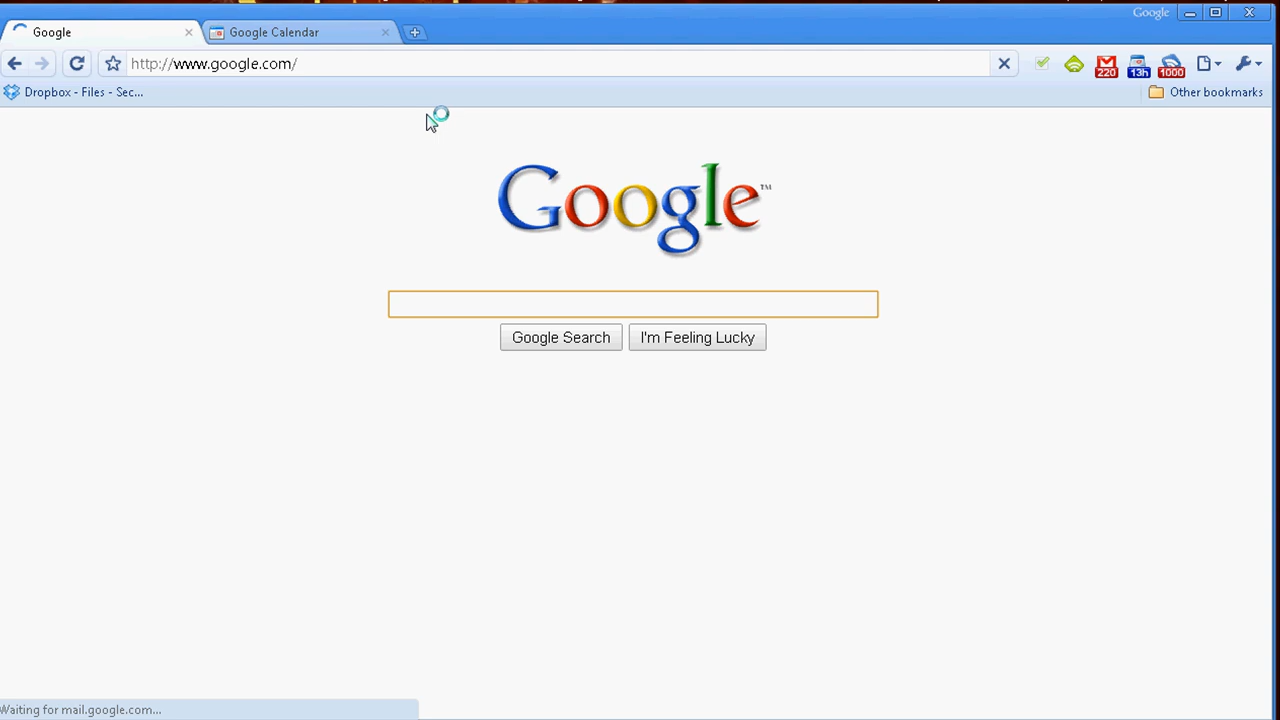 Google
Google
Google Calendar
http://www.google.com/
220
13h
1000
Dropbox - Files - Sec...
Other bookmarks
Google™
Google Search
I'm Feeling Lucky
Waiting for mail.google.com...